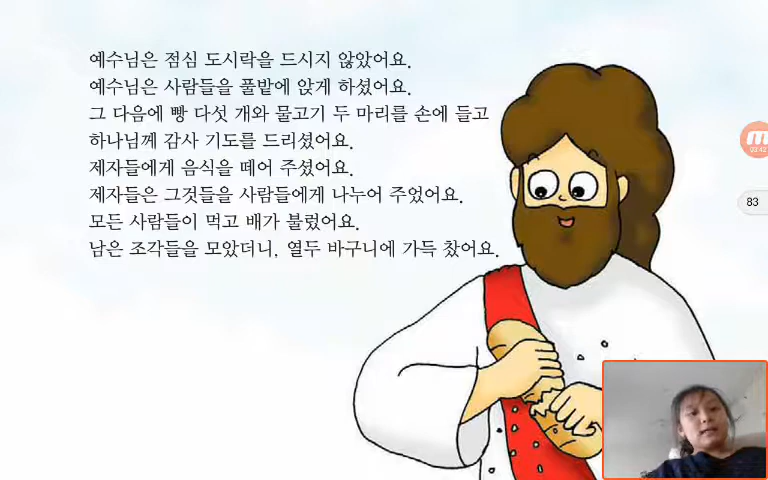 예수님은 점심 도시락을 드시지 않았어요.
예수님은 사람들을 풀밭에 앉게 하셨어요.
그 다음에 빵 다섯 개와 물고기 두 마리를 손에 들고
하나님께 감사 기도를 드리셨어요.
제자들에게 음식을 떼어 주셨어요.
제자들은 그것들을 사람들에게 나누어 주었어요.
모든 사람들이 먹고 배가 불렀어요.
남은 조각들을 모았더니, 열두 바구니에 가득 찼어요.
M
00:42
83